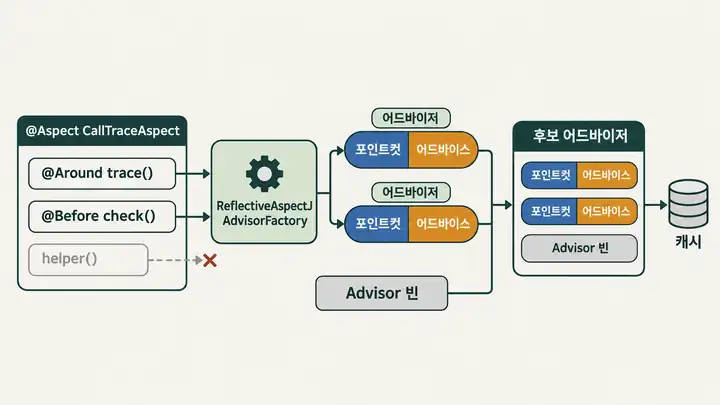 @Aspect CallTraceAspect
@Around trace()
@Before check()
helper()
ReflectiveAspectJ
AdvisorFactory
어드바이저
포인트컷 어드바이스
어드바이저
포인트컷 어드바이스
Advisor 빈
후보 어드바이저
포인트컷 어드바이스
포인트컷 어드바이스
Advisor 빈
캐시